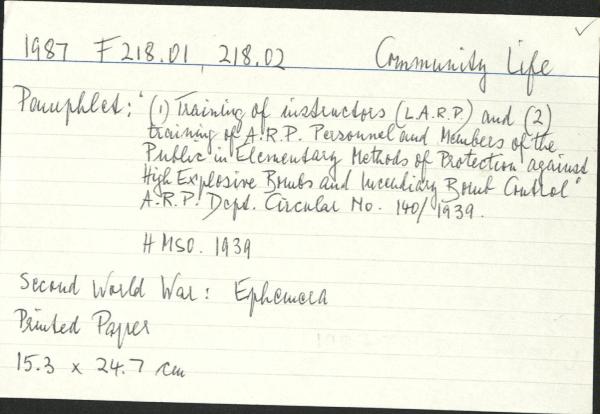 1987 F218.01, 218.02 Community Life
Pamphlet: "(1) Training of instructors (L.A.R.P.) and (2)
training of A.R.P. Personnel and Members of the
Public in Elementary Methods of Protection against
High Explosive Bombs and Incendiary Bomb Control"
A.R.P. Dept. Circular No. 140/1939.
HMSO. 1939
Second World War: Ephemera
Printed Paper
15.3 x 24.7 cm